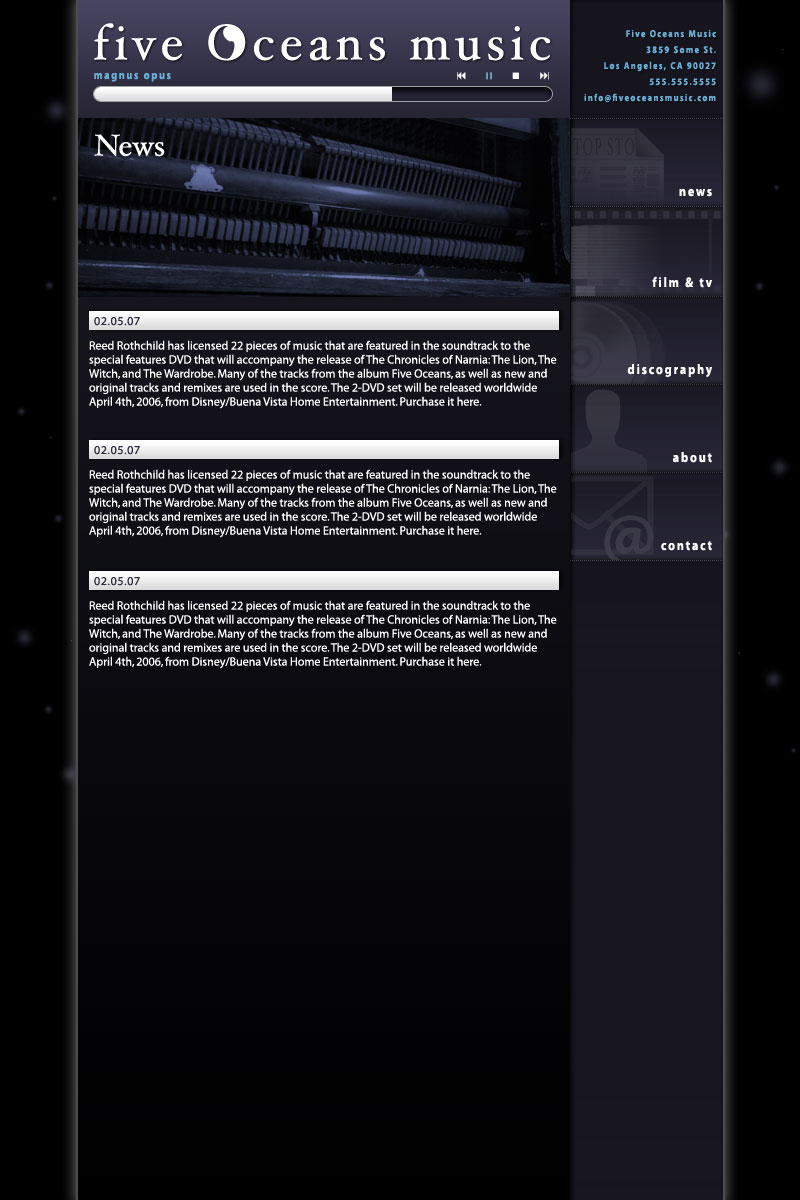 five Oceans music
magnus opus
Five Oceans Music
3859 Some St.
Los Angeles, CA 90027
555.555.5555
info@fiveoceansmusic.com
News
TOP STO
news
film & tv
discography
about
@
contact
02.05.07
Reed Rothchild has licensed 22 pieces of music that are featured in the soundtrack to the
special features DVD that will accompany the release of The Chronicles of Narnia: The Lion, The
Witch, and The Wardrobe. Many of the tracks from the album Five Oceans, as well as new and
original tracks and remixes are used in the score. The 2-DVD set will be released worldwide
April 4th, 2006, from Disney/Buena Vista Home Entertainment. Purchase it here.
02.05.07
Reed Rothchild has licensed 22 pieces of music that are featured in the soundtrack to the
special features DVD that will accompany the release of The Chronicles of Narnia: The Lion, The
Witch, and The Wardrobe. Many of the tracks from the album Five Oceans, as well as new and
original tracks and remixes are used in the score. The 2-DVD set will be released worldwide
April 4th, 2006, from Disney/Buena Vista Home Entertainment. Purchase it here.
02.05.07
Reed Rothchild has licensed 22 pieces of music that are featured in the soundtrack to the
special features DVD that will accompany the release of The Chronicles of Narnia: The Lion, The
Witch, and The Wardrobe. Many of the tracks from the album Five Oceans, as well as new and
original tracks and remixes are used in the score. The 2-DVD set will be released worldwide
April 4th, 2006, from Disney/Buena Vista Home Entertainment. Purchase it here.